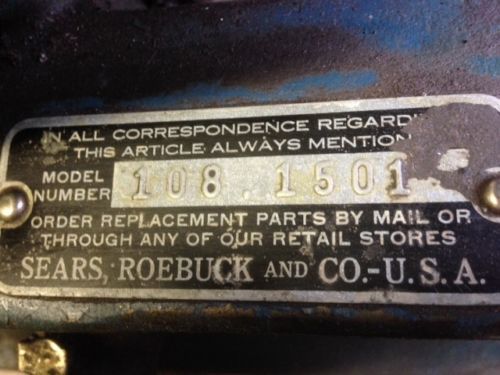 IN ALL CORRESPONDENCE REGARDI
THIS ARTICLE ALWAYS MENTION
MODEL
NUMBER 108.1501
ORDER REPLACEMENT PARTS BY MAIL OR
THROUGH ANY OF OUR RETAIL STORES
SEARS, ROEBUCK AND CO.-U.S.A.